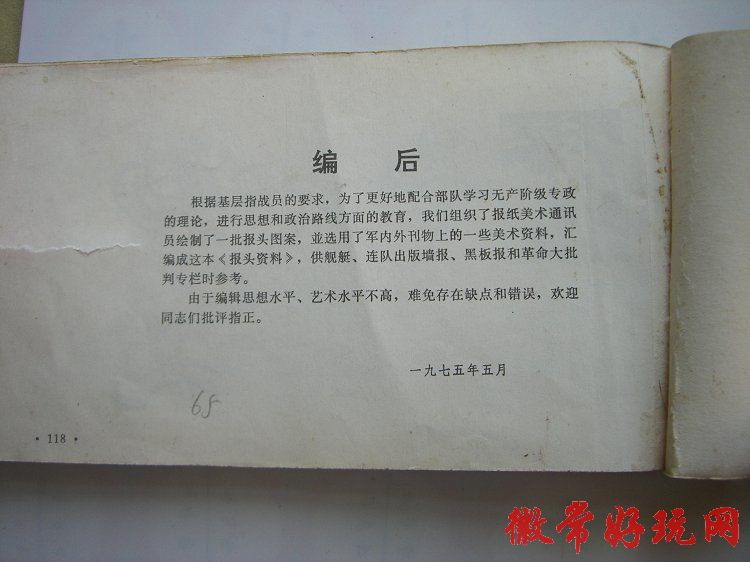 编 后
根据基层指战员的要求，为了更好地配合部队学习无产阶级专政
的理论，进行思想和政治路线方面的教育，我们组织了报纸美术通讯
员绘制了一批报头图案，並选用了军内外刊物上的一些美术资料，汇
编成这本《报头资料》，供舰艇、连队出版墙报、黑板报和革命大批
判专栏时参考。
由于编辑思想水平、艺术水平不高，难免存在缺点和错误，欢迎
同志们批评指正。
一九七五年五月
65
· 118 ·
徽常好玩网